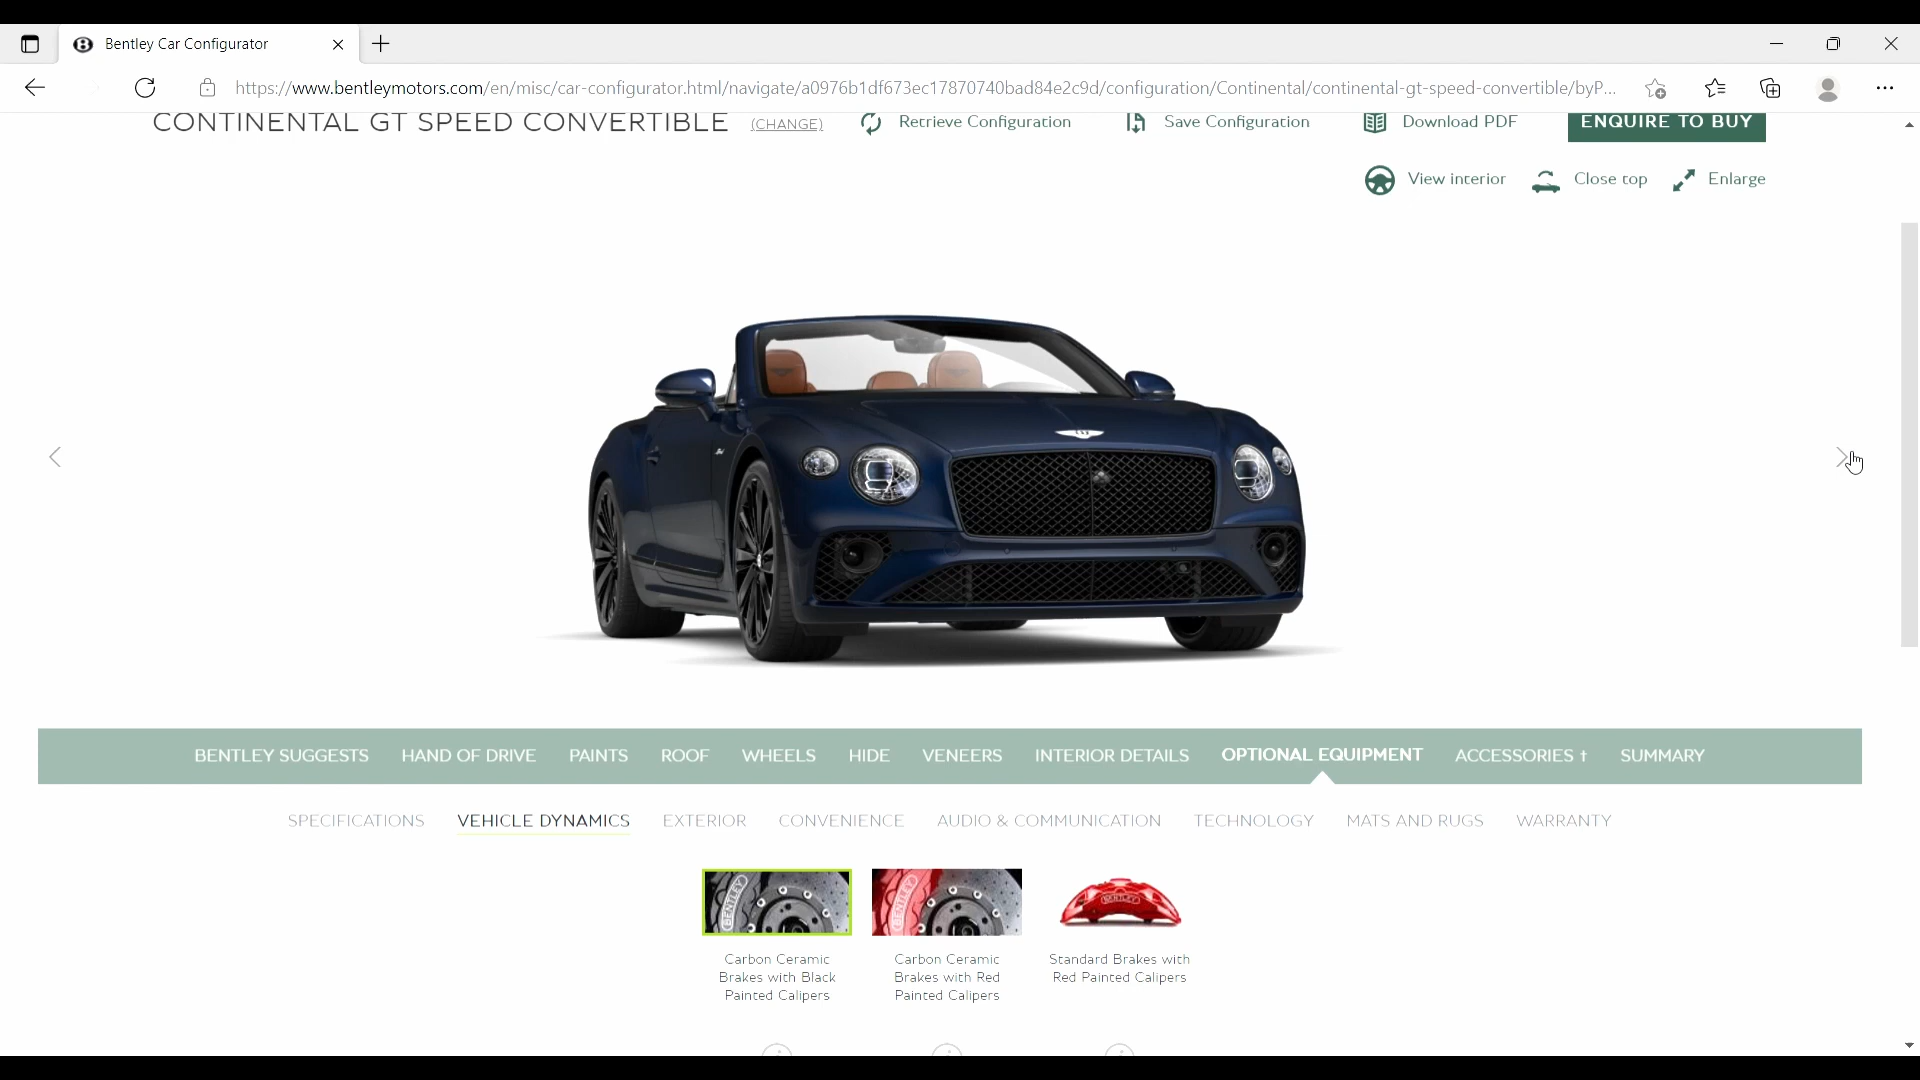 Bentley Car Configurator
https://www.bentleymotors.com/en/misc/car-configurator.html/navigate/a0976b1df673ec17870740bad84e2c9d/configuration/Continental/continental-gt-speed-convertible/byP...
CONTINENTAL GT SPEED CONVERTIBLE (CHANGE) Retrieve Configuration Save Configuration Download PDF ENQUIRE TO BUY
View interior Close top Enlarge
BENTLEY SUGGESTS HAND OF DRIVE PAINTS ROOF WHEELS HIDE VENEERS INTERIOR DETAILS OPTIONAL EQUIPMENT ACCESSORIES † SUMMARY
SPECIFICATIONS VEHICLE DYNAMICS EXTERIOR CONVENIENCE AUDIO & COMMUNICATION TECHNOLOGY MATS AND RUGS WARRANTY
BENTLEY BENTLEY BENTLEY
Carbon Ceramic
Brakes with Black
Painted Calipers
Carbon Ceramic
Brakes with Red
Painted Calipers
Standard Brakes with
Red Painted Calipers